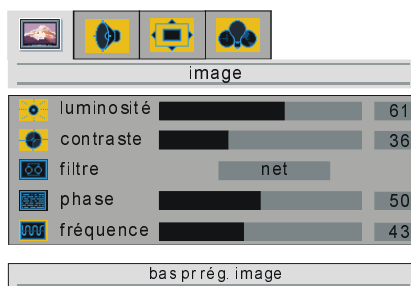 image
luminosité 61
contraste 36
filtre net
phase 50
fréquence 43
bas pr rég. image